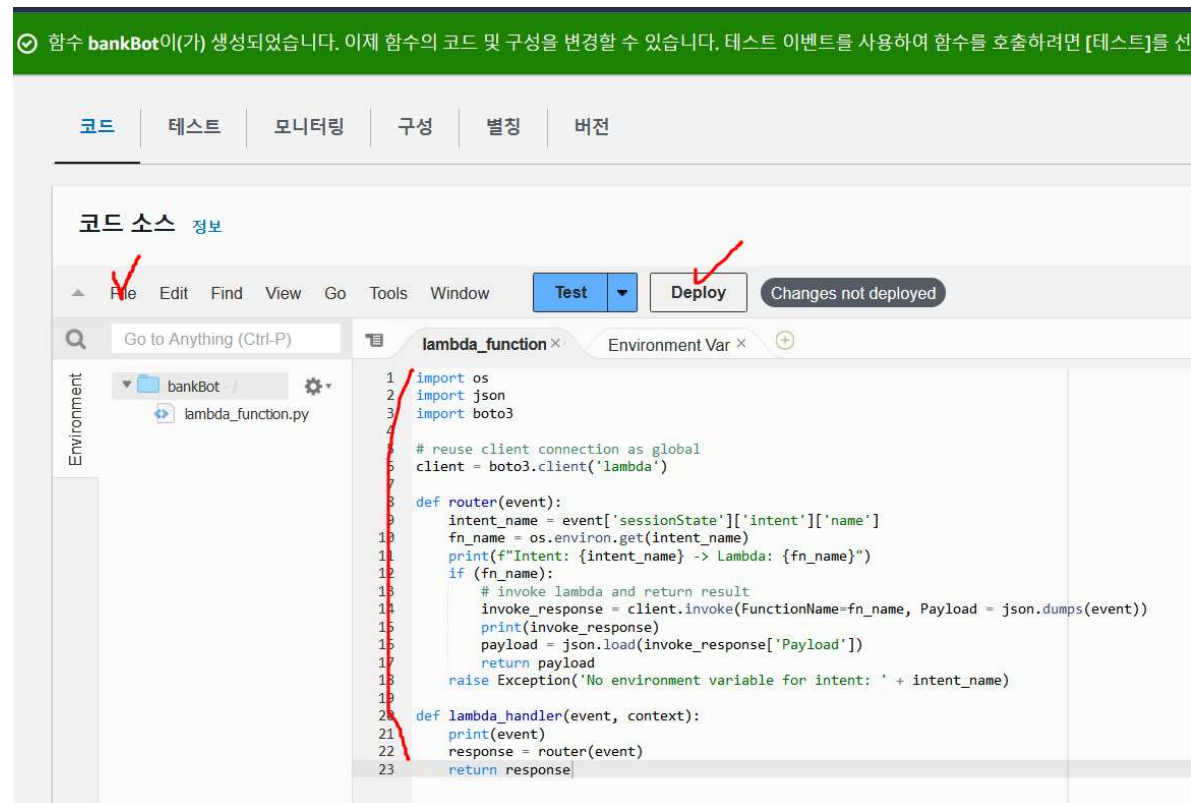 함수 bankBot이(가) 생성되었습니다. 이제 함수의 코드 및 구성을 변경할 수 있습니다. 테스트 이벤트를 사용하여 함수를 호출하려면 [테스트]를 선
코드 테스트 모니터링 구성 별칭 버전
코드 소스 정보
File Edit Find View Go Tools Window Test Deploy Changes not deployed
Go to Anything (Ctrl-P) lambda_function × Environment Var ×
Environment
bankBot - /
lambda_function.py
1 import os
2 import json
3 import boto3
4
5 # reuse client connection as global
6 client = boto3.client('lambda')
7
8 def router(event):
9 intent_name = event['sessionState']['intent']['name']
10 fn_name = os.environ.get(intent_name)
11 print(f"Intent: {intent_name} -> Lambda: {fn_name}")
12 if (fn_name):
13 # invoke lambda and return result
14 invoke_response = client.invoke(FunctionName=fn_name, Payload = json.dumps(event))
15 print(invoke_response)
16 payload = json.load(invoke_response['Payload'])
17 return payload
18 raise Exception('No environment variable for intent: ' + intent_name)
19
20 def lambda_handler(event, context):
21 print(event)
22 response = router(event)
23 return response